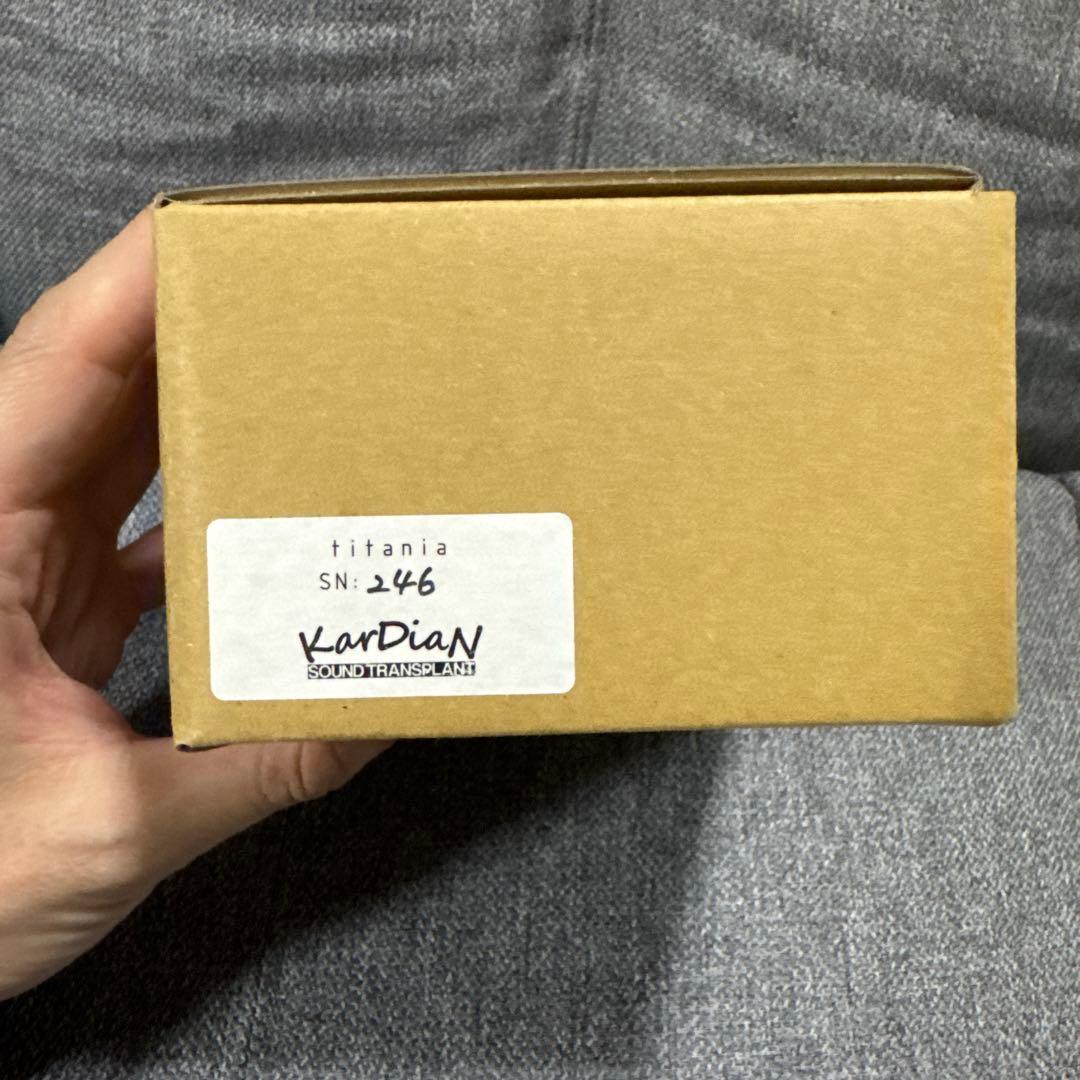 titania
SN: 246
KarDiaN
SOUND TRANSPLANT